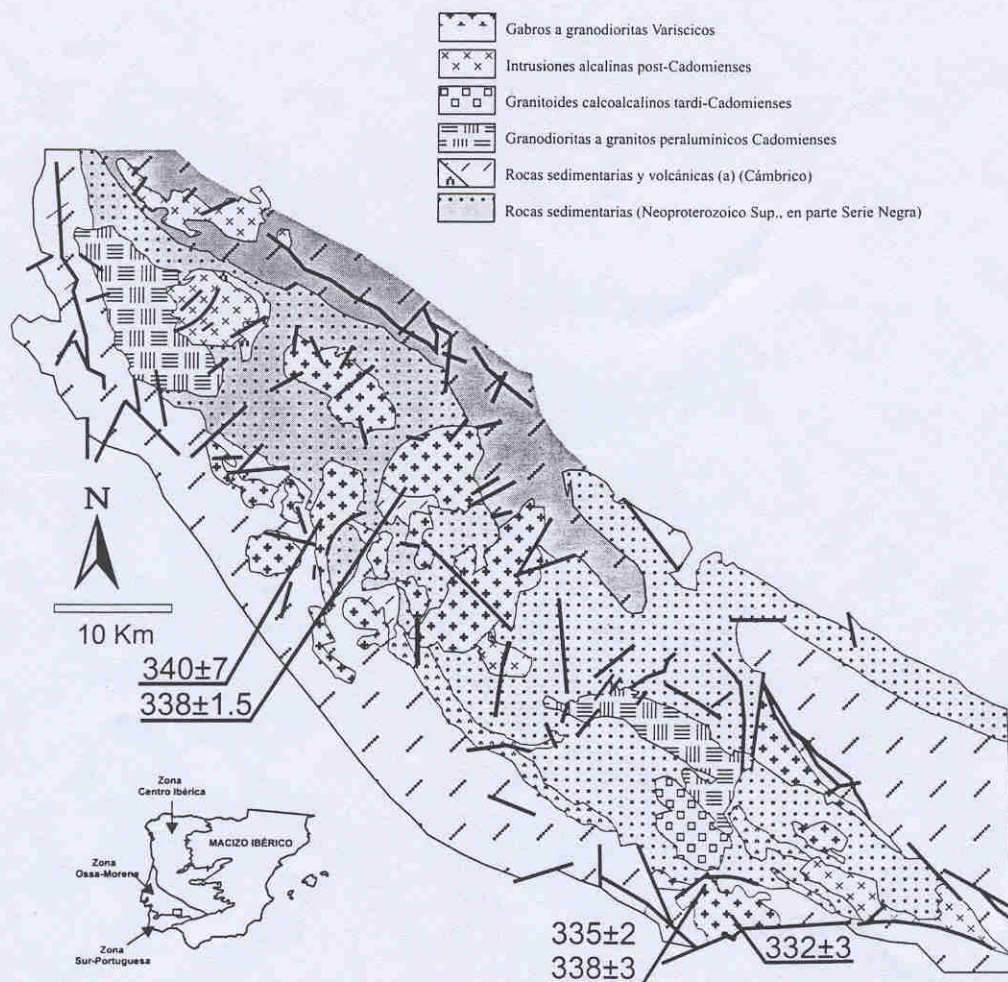 Gabros a granodioritas Variscicos
Intrusiones alcalinas post-Cadomienses
Granitoides calcoalcalinos tardi-Cadomienses
Granodioritas a granitos peralumínicos Cadomienses
Rocas sedimentarias y volcánicas (a) (Cámbrico)
Rocas sedimentarias (Neoproterozoico Sup., en parte Serie Negra)
N
10 Km
340±7
338±1.5
Zona
Centro Ibérica
MACIZO IBÉRICO
Zona
Ossa-Morene
Zona
Sur-Portuguesa
335±2
338±3
332±3